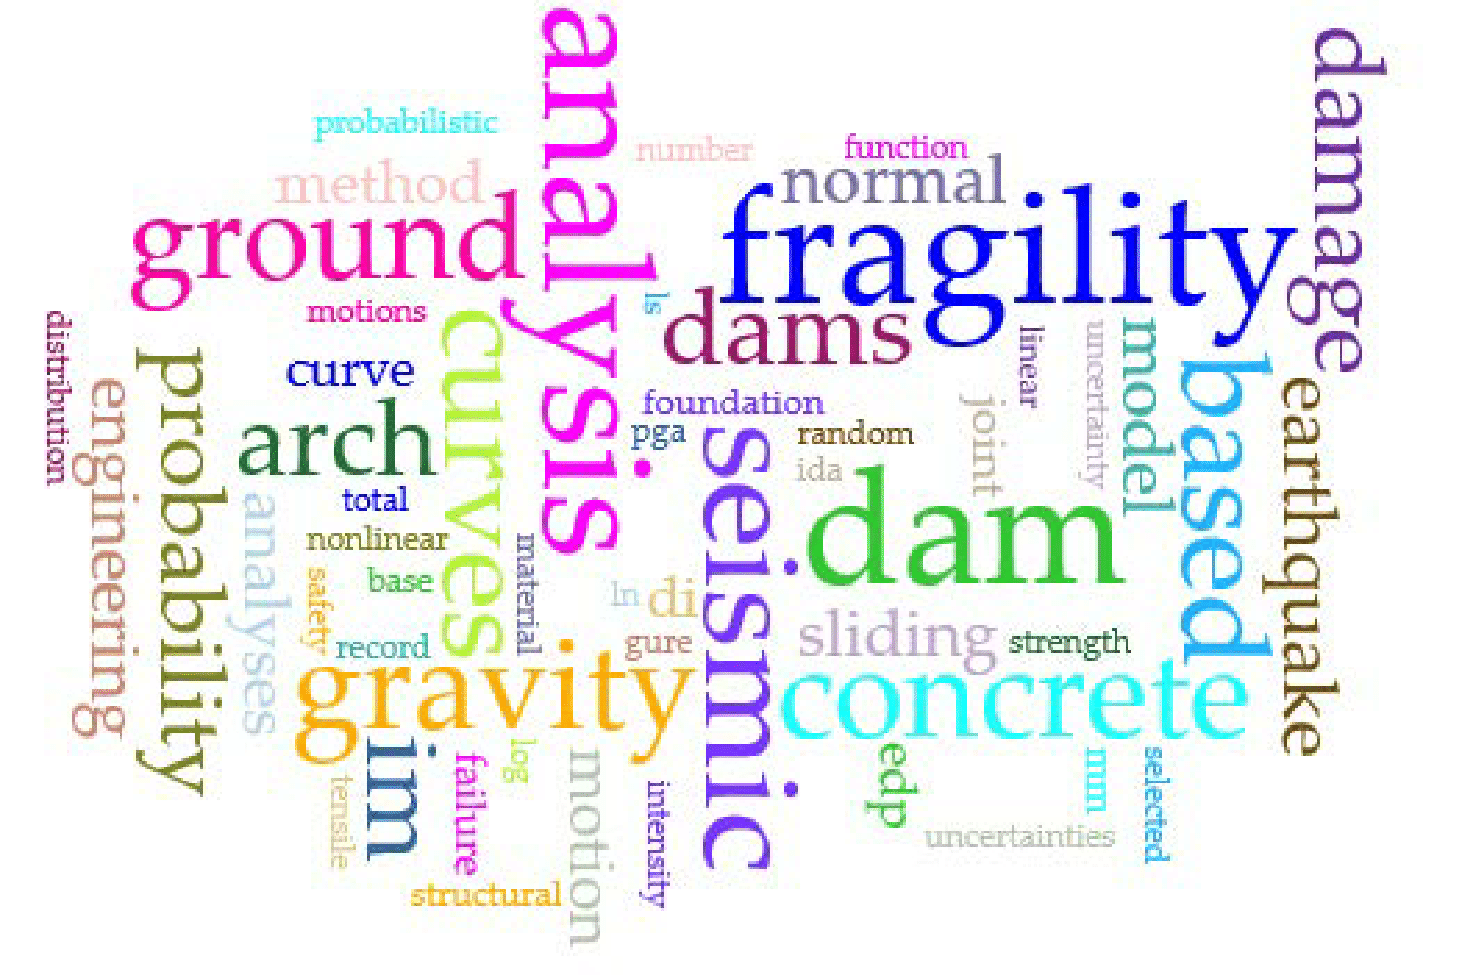 analysis
damage
probabilistic
number
function
method
normal
ground
fragility
motions
ls
dams
distribution
curves
linear
uncertainty
model
probability
curve
based
engineering
foundation
earthquake
arch
pga
random
joint
seismic
ida
total
analyses
dam
nonlinear
material
base
safety
ln
di
record
gure
sliding
strength
gravity
concrete
im
log
edp
mm
selected
failure
motion
tensile
intensity
uncertainties
structural